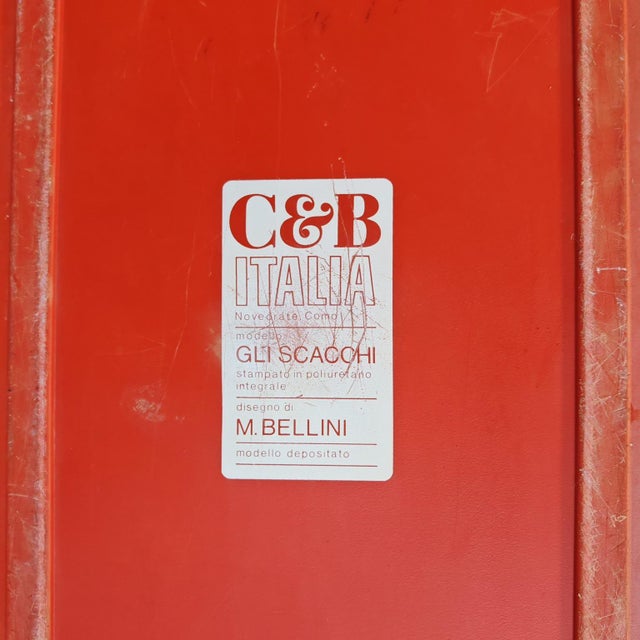 C&B
ITALIA
Novedrate Como
modello
GLI SCACCHI
stampato in poliuretano
integrale
disegno di
M. BELLINI
modello depositato